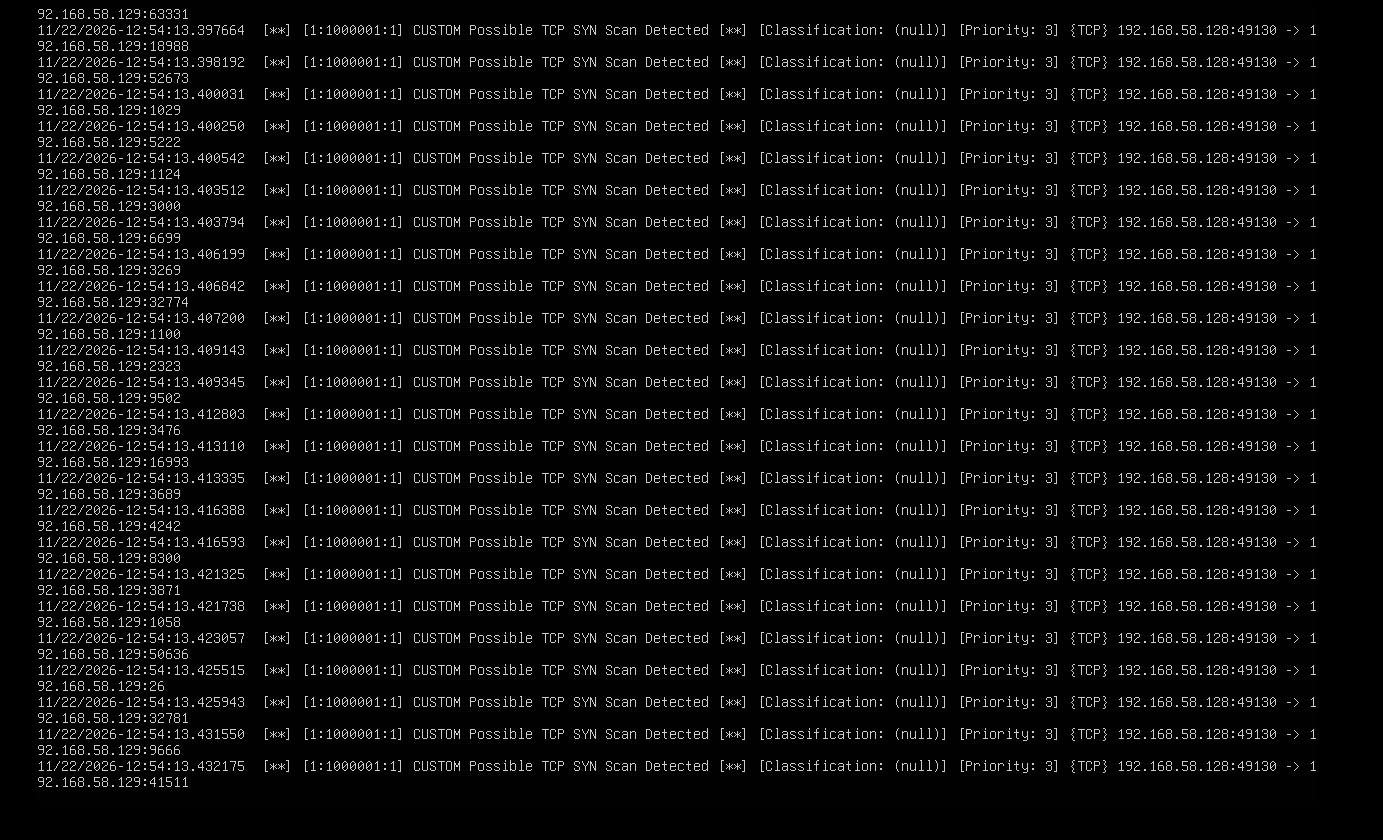 92.168.58.129:63331
11/22/2026-12:54:13.397664  [**] [1:1000001:1] CUSTOM Possible TCP SYN Scan Detected [**] [Classification: (null)] [Priority: 3] {TCP} 192.168.58.128:49130 -> 1
92.168.58.129:18988
11/22/2026-12:54:13.398192  [**] [1:1000001:1] CUSTOM Possible TCP SYN Scan Detected [**] [Classification: (null)] [Priority: 3] {TCP} 192.168.58.128:49130 -> 1
92.168.58.129:52673
11/22/2026-12:54:13.400031  [**] [1:1000001:1] CUSTOM Possible TCP SYN Scan Detected [**] [Classification: (null)] [Priority: 3] {TCP} 192.168.58.128:49130 -> 1
92.168.58.129:1029
11/22/2026-12:54:13.400250  [**] [1:1000001:1] CUSTOM Possible TCP SYN Scan Detected [**] [Classification: (null)] [Priority: 3] {TCP} 192.168.58.128:49130 -> 1
92.168.58.129:5222
11/22/2026-12:54:13.400542  [**] [1:1000001:1] CUSTOM Possible TCP SYN Scan Detected [**] [Classification: (null)] [Priority: 3] {TCP} 192.168.58.128:49130 -> 1
92.168.58.129:1124
11/22/2026-12:54:13.403512  [**] [1:1000001:1] CUSTOM Possible TCP SYN Scan Detected [**] [Classification: (null)] [Priority: 3] {TCP} 192.168.58.128:49130 -> 1
92.168.58.129:3000
11/22/2026-12:54:13.403794  [**] [1:1000001:1] CUSTOM Possible TCP SYN Scan Detected [**] [Classification: (null)] [Priority: 3] {TCP} 192.168.58.128:49130 -> 1
92.168.58.129:6699
11/22/2026-12:54:13.406199  [**] [1:1000001:1] CUSTOM Possible TCP SYN Scan Detected [**] [Classification: (null)] [Priority: 3] {TCP} 192.168.58.128:49130 -> 1
92.168.58.129:3269
11/22/2026-12:54:13.406842  [**] [1:1000001:1] CUSTOM Possible TCP SYN Scan Detected [**] [Classification: (null)] [Priority: 3] {TCP} 192.168.58.128:49130 -> 1
92.168.58.129:32774
11/22/2026-12:54:13.407200  [**] [1:1000001:1] CUSTOM Possible TCP SYN Scan Detected [**] [Classification: (null)] [Priority: 3] {TCP} 192.168.58.128:49130 -> 1
92.168.58.129:1100
11/22/2026-12:54:13.409143  [**] [1:1000001:1] CUSTOM Possible TCP SYN Scan Detected [**] [Classification: (null)] [Priority: 3] {TCP} 192.168.58.128:49130 -> 1
92.168.58.129:2323
11/22/2026-12:54:13.409345  [**] [1:1000001:1] CUSTOM Possible TCP SYN Scan Detected [**] [Classification: (null)] [Priority: 3] {TCP} 192.168.58.128:49130 -> 1
92.168.58.129:9502
11/22/2026-12:54:13.412803  [**] [1:1000001:1] CUSTOM Possible TCP SYN Scan Detected [**] [Classification: (null)] [Priority: 3] {TCP} 192.168.58.128:49130 -> 1
92.168.58.129:3476
11/22/2026-12:54:13.413110  [**] [1:1000001:1] CUSTOM Possible TCP SYN Scan Detected [**] [Classification: (null)] [Priority: 3] {TCP} 192.168.58.128:49130 -> 1
92.168.58.129:16993
11/22/2026-12:54:13.413335  [**] [1:1000001:1] CUSTOM Possible TCP SYN Scan Detected [**] [Classification: (null)] [Priority: 3] {TCP} 192.168.58.128:49130 -> 1
92.168.58.129:3689
11/22/2026-12:54:13.416388  [**] [1:1000001:1] CUSTOM Possible TCP SYN Scan Detected [**] [Classification: (null)] [Priority: 3] {TCP} 192.168.58.128:49130 -> 1
92.168.58.129:4242
11/22/2026-12:54:13.416593  [**] [1:1000001:1] CUSTOM Possible TCP SYN Scan Detected [**] [Classification: (null)] [Priority: 3] {TCP} 192.168.58.128:49130 -> 1
92.168.58.129:8300
11/22/2026-12:54:13.421325  [**] [1:1000001:1] CUSTOM Possible TCP SYN Scan Detected [**] [Classification: (null)] [Priority: 3] {TCP} 192.168.58.128:49130 -> 1
92.168.58.129:3871
11/22/2026-12:54:13.421738  [**] [1:1000001:1] CUSTOM Possible TCP SYN Scan Detected [**] [Classification: (null)] [Priority: 3] {TCP} 192.168.58.128:49130 -> 1
92.168.58.129:1058
11/22/2026-12:54:13.423057  [**] [1:1000001:1] CUSTOM Possible TCP SYN Scan Detected [**] [Classification: (null)] [Priority: 3] {TCP} 192.168.58.128:49130 -> 1
92.168.58.129:50636
11/22/2026-12:54:13.425515  [**] [1:1000001:1] CUSTOM Possible TCP SYN Scan Detected [**] [Classification: (null)] [Priority: 3] {TCP} 192.168.58.128:49130 -> 1
92.168.58.129:26
11/22/2026-12:54:13.425943  [**] [1:1000001:1] CUSTOM Possible TCP SYN Scan Detected [**] [Classification: (null)] [Priority: 3] {TCP} 192.168.58.128:49130 -> 1
92.168.58.129:32781
11/22/2026-12:54:13.431550  [**] [1:1000001:1] CUSTOM Possible TCP SYN Scan Detected [**] [Classification: (null)] [Priority: 3] {TCP} 192.168.58.128:49130 -> 1
92.168.58.129:9666
11/22/2026-12:54:13.432175  [**] [1:1000001:1] CUSTOM Possible TCP SYN Scan Detected [**] [Classification: (null)] [Priority: 3] {TCP} 192.168.58.128:49130 -> 1
92.168.58.129:41511